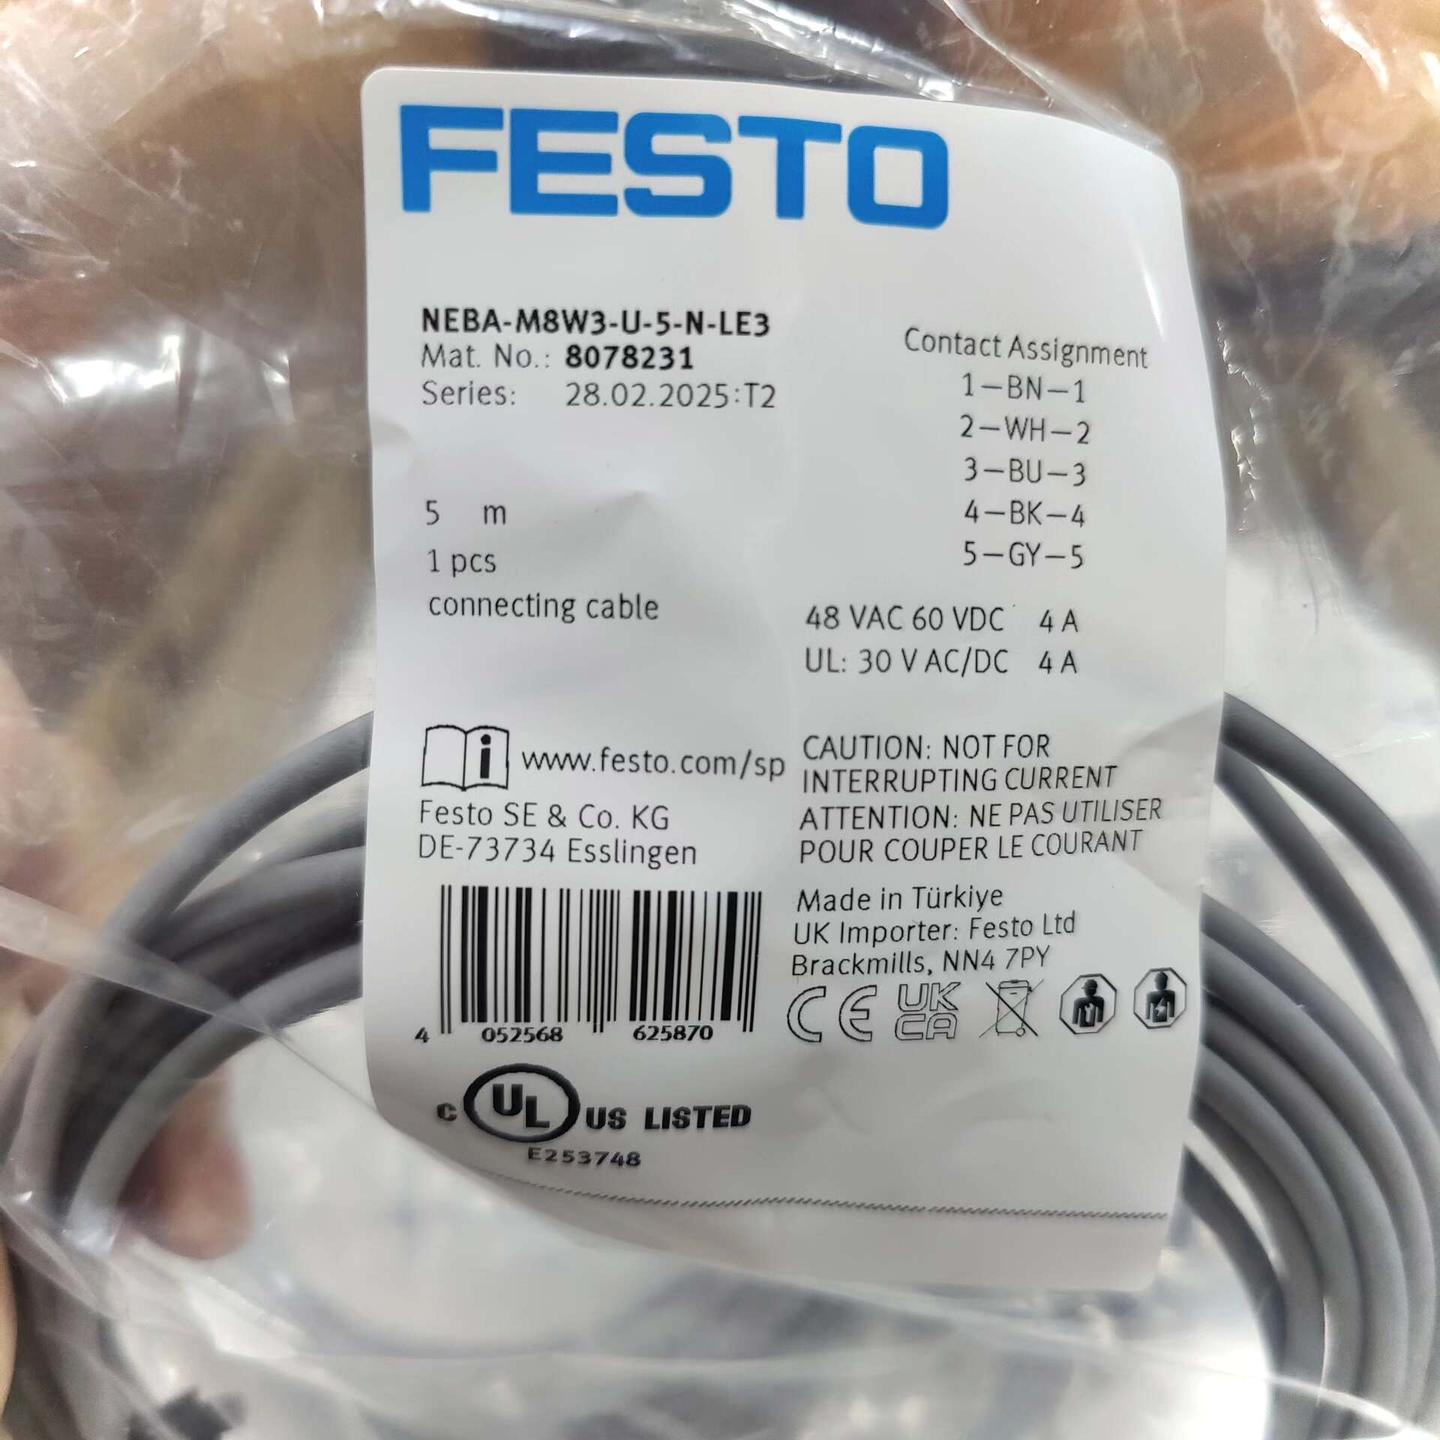 FESTO
NEBA-M8W3-U-5-N-LE3
Mat. No.: 8078231
Series: 28.02.2025:T2
5 m
1 pcs
connecting cable
Contact Assignment
1-BN-1
2-WH-2
3-BU-3
4-BK-4
5-GY-5
48 VAC 60 VDC 4 A
UL: 30 V AC/DC 4 A
i www.festo.com/sp
Festo SE & Co. KG
DE-73734 Esslingen
CAUTION: NOT FOR
INTERRUPTING CURRENT
ATTENTION: NE PAS UTILISER
POUR COUPER LE COURANT
Made in Türkiye
UK Importer: Festo Ltd
Brackmills, NN4 7PY
4 052568 625870
CE UK CA
C UL US LISTED
E253748